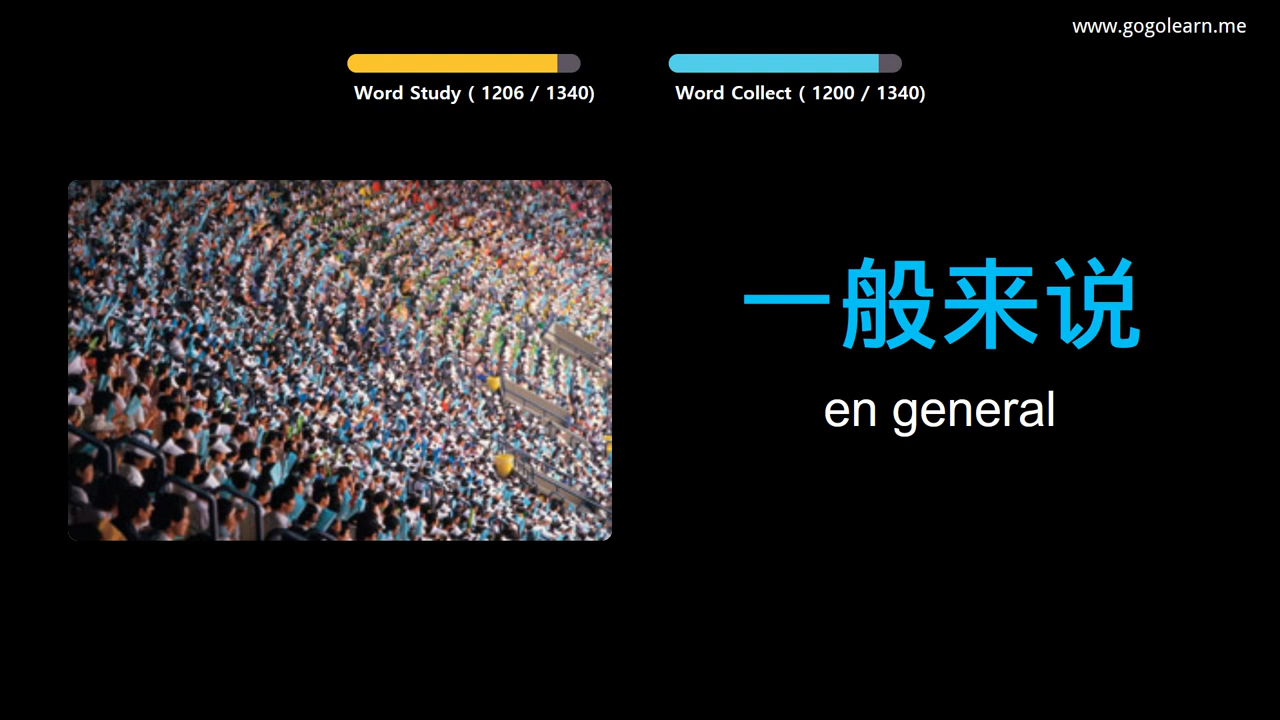 www.gogolearn.me
Word Study ( 1206 / 1340)
Word Collect ( 1200 / 1340)
一般来说
en general